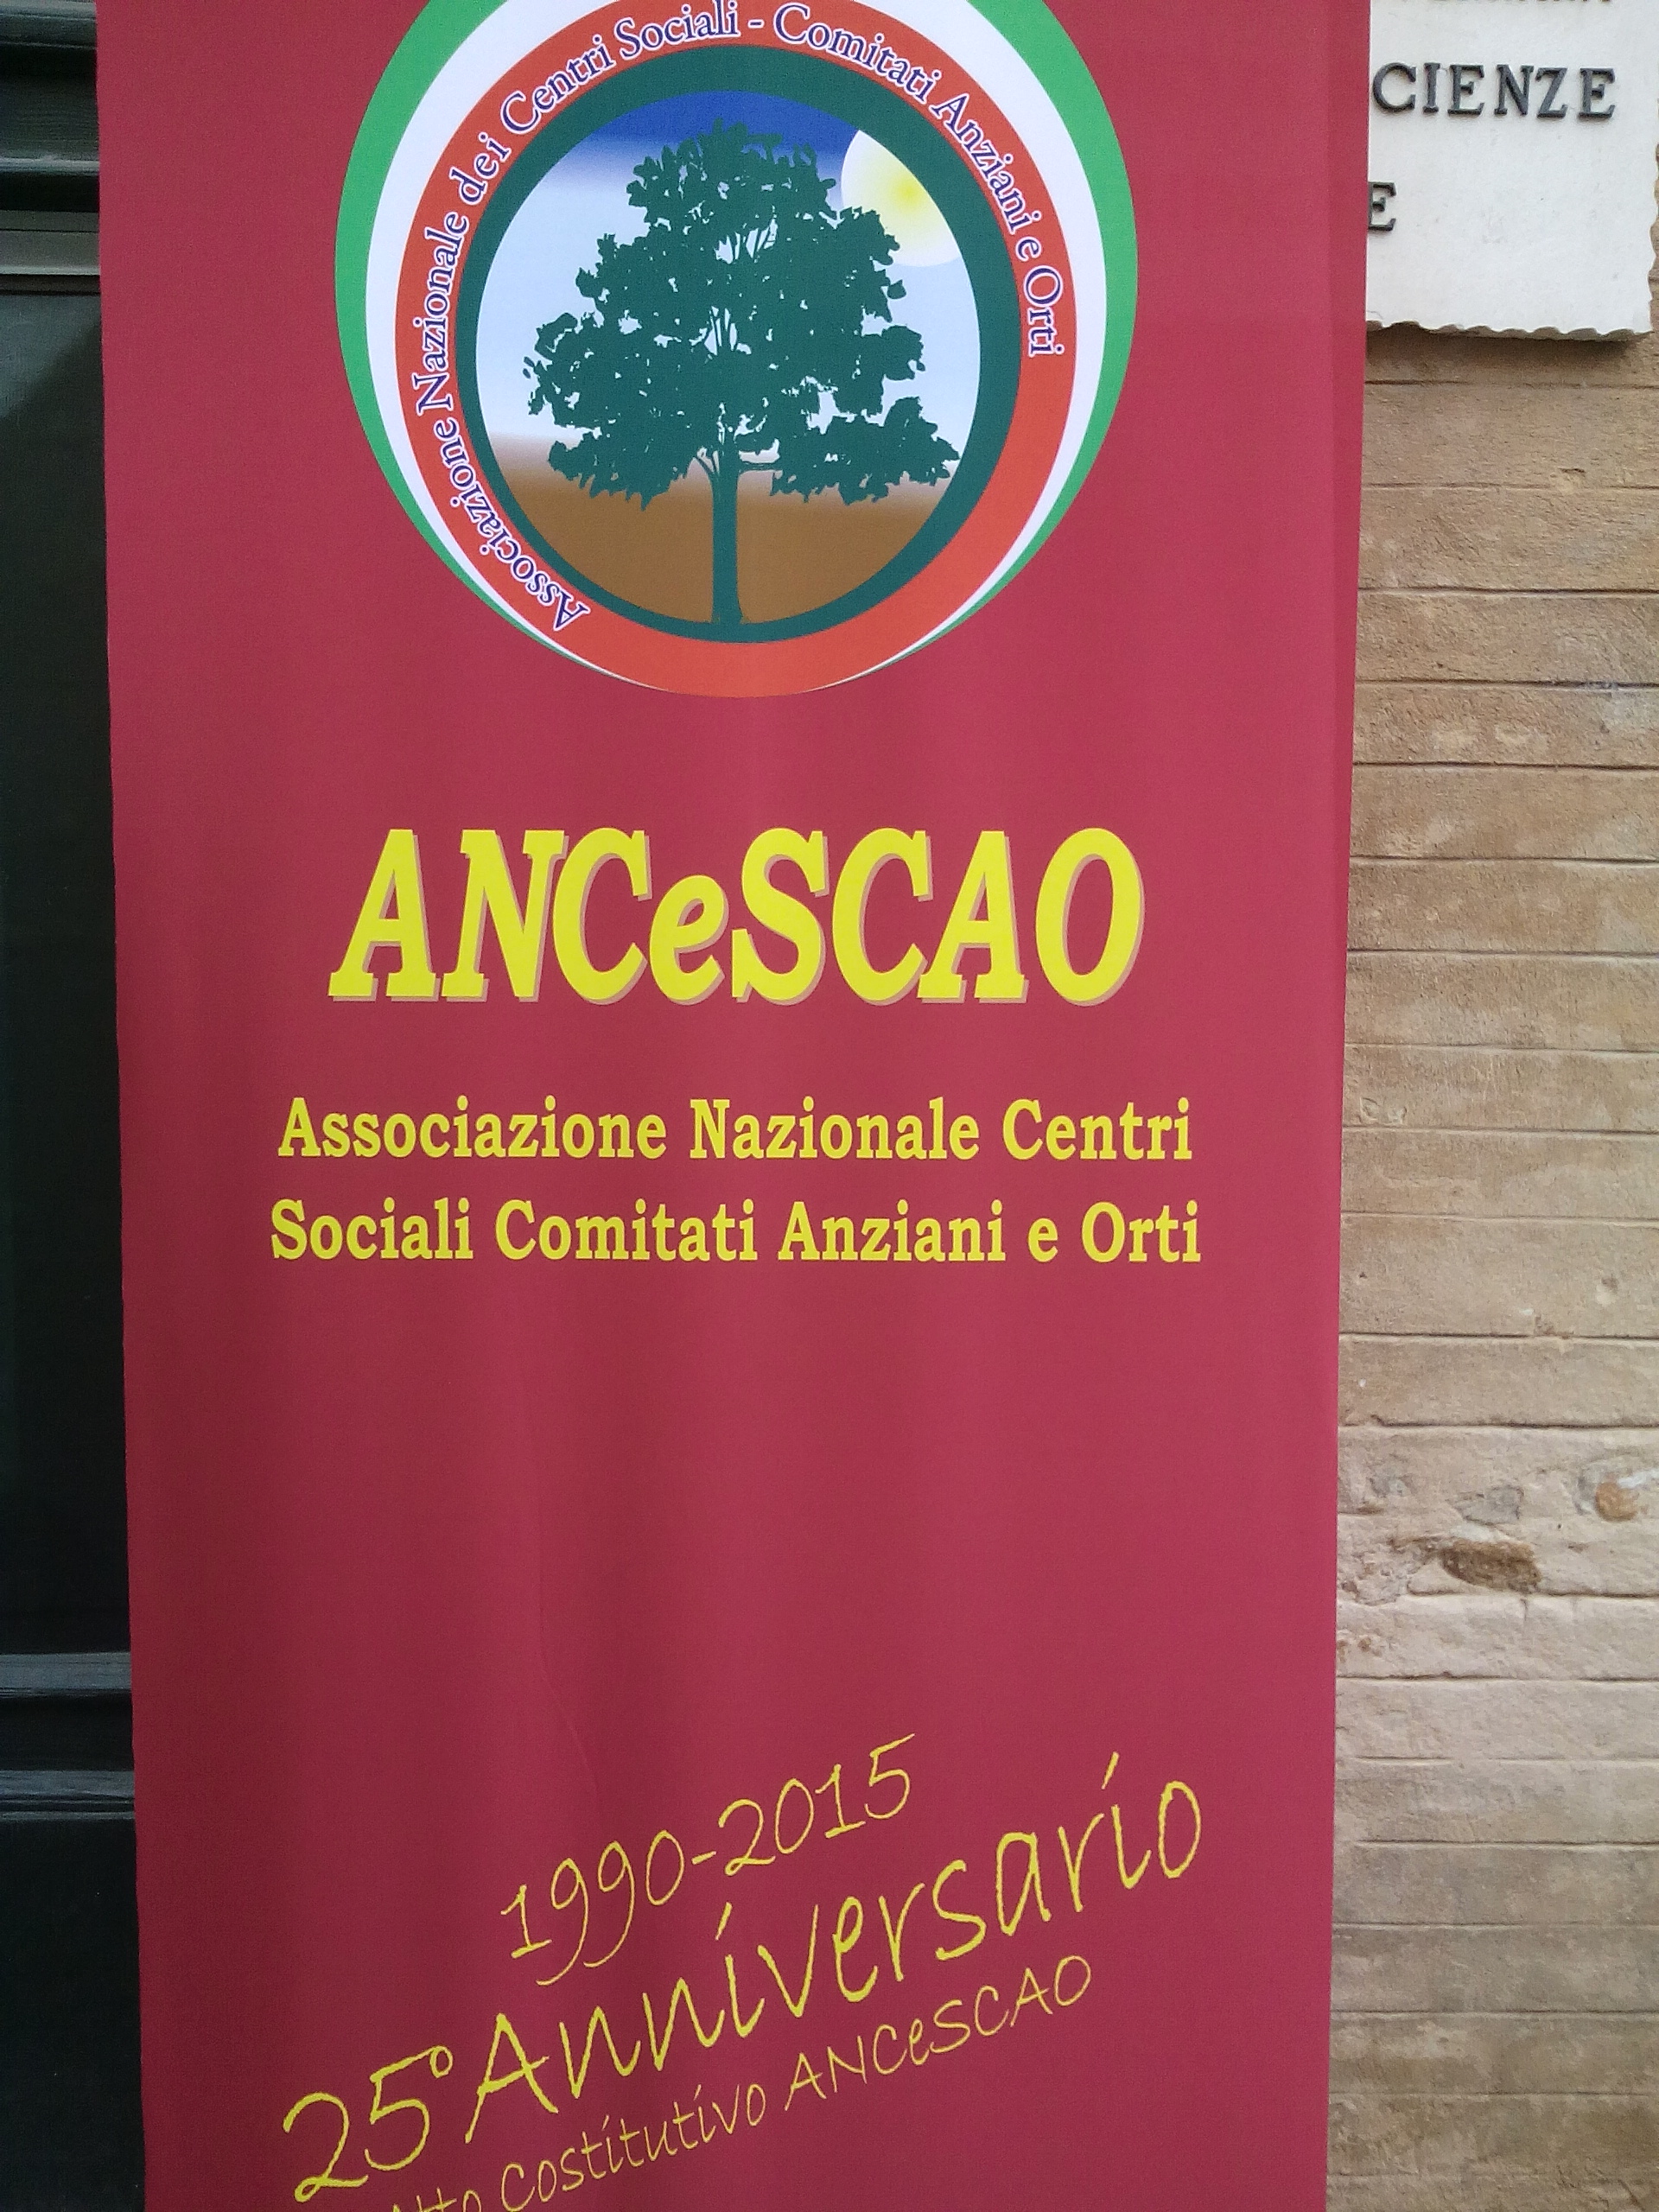 Associazione Nazionale dei Centri Sociali - Comitati Anziani e Orti
CIENZE
E
ANCeSCAO
Associazione Nazionale Centri
Sociali Comitati Anziani e Orti
1990-2015
25° Anniversario
Atto Costitutivo ANCeSCAO